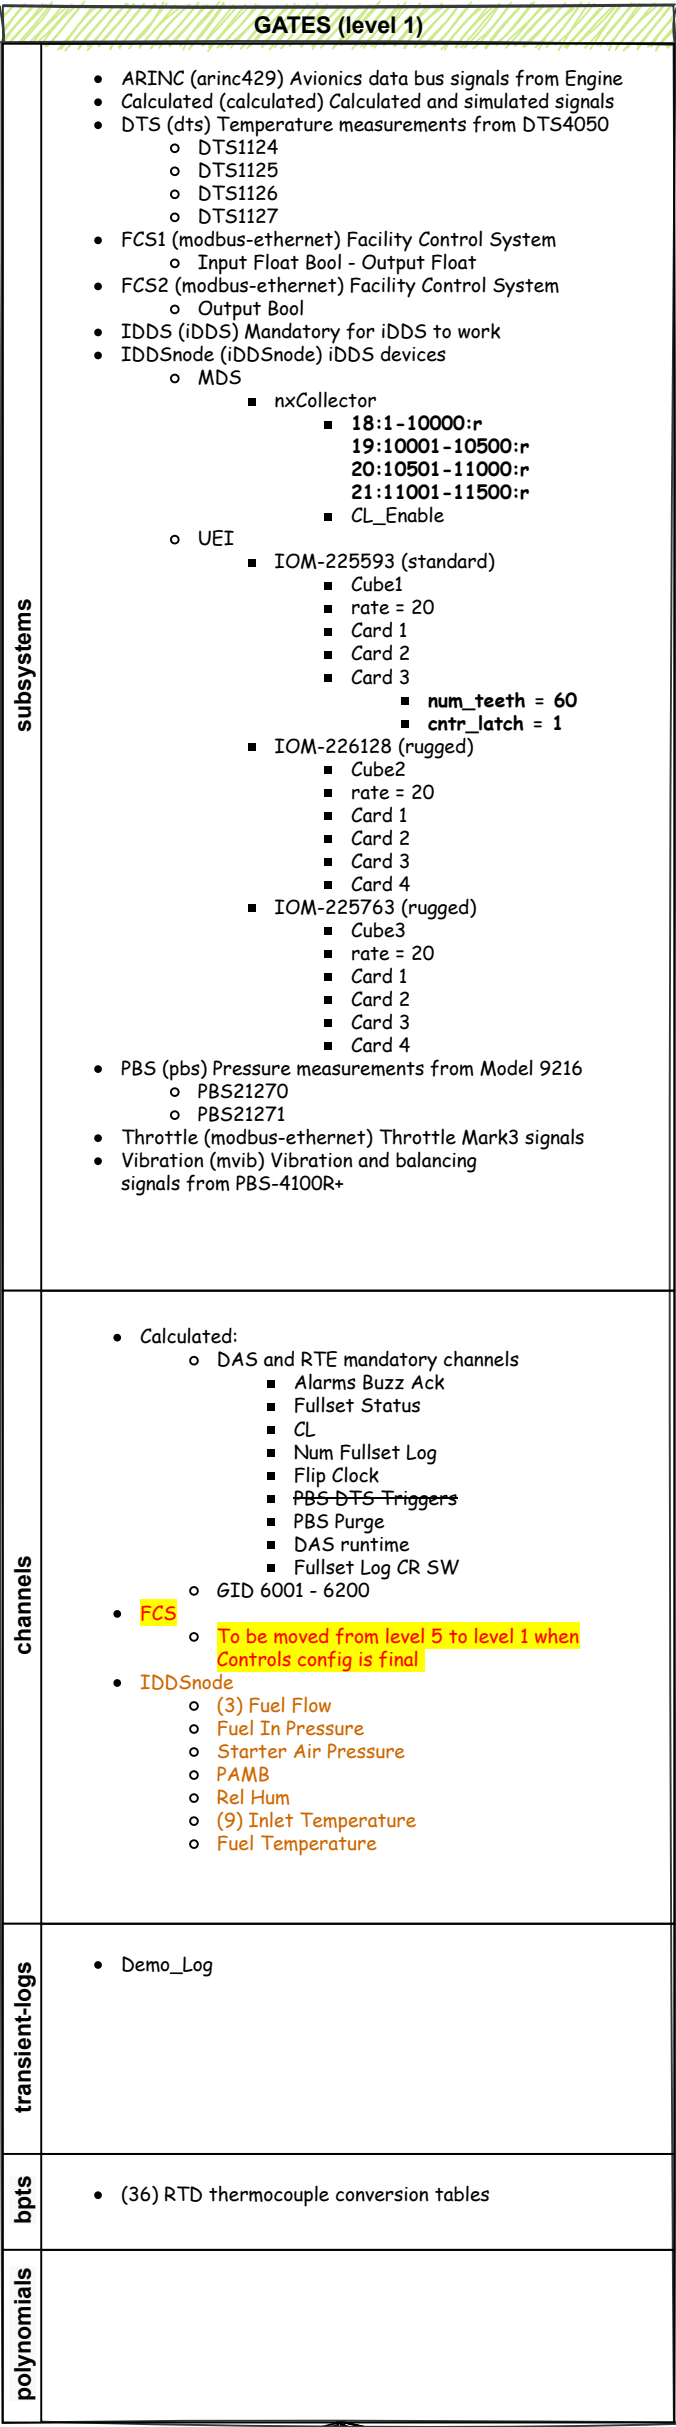 GATES (level 1)
subsystems
ARINC (arinc429) Avionics data bus signals from Engine
Calculated (calculated) Calculated and simulated signals
DTS (dts) Temperature measurements from DTS4050
DTS1124
DTS1125
DTS1126
DTS1127
FCS1 (modbus-ethernet) Facility Control System
Input Float Bool - Output Float
FCS2 (modbus-ethernet) Facility Control System
Output Bool
IDDS (iDDS) Mandatory for iDDS to work
IDDSnode (iDDSnode) iDDS devices
MDS
nxCollector
18:1-10000:r
19:10001-10500:r
20:10501-11000:r
21:11001-11500:r
CL_Enable
UEI
IOM-225593 (standard)
Cube1
rate = 20
Card 1
Card 2
Card 3
num_teeth = 60
cntr_latch = 1
IOM-226128 (rugged)
Cube2
rate = 20
Card 1
Card 2
Card 3
Card 4
IOM-225763 (rugged)
Cube3
rate = 20
Card 1
Card 2
Card 3
Card 4
PBS (pbs) Pressure measurements from Model 9216
PBS21270
PBS21271
Throttle (modbus-ethernet) Throttle Mark3 signals
Vibration (mvib) Vibration and balancing
signals from PBS-4100R+
channels
Calculated:
DAS and RTE mandatory channels
Alarms Buzz Ack
Fullset Status
CL
Num Fullset Log
Flip Clock
PBS DTS Triggers
PBS Purge
DAS runtime
Fullset Log CR SW
GID 6001 - 6200
FCS
To be moved from level 5 to level 1 when
Controls config is final
IDDSnode
(3) Fuel Flow
Fuel In Pressure
Starter Air Pressure
PAMB
Rel Hum
(9) Inlet Temperature
Fuel Temperature
transient-logs
Demo_Log
bpts
(36) RTD thermocouple conversion tables
polynomials